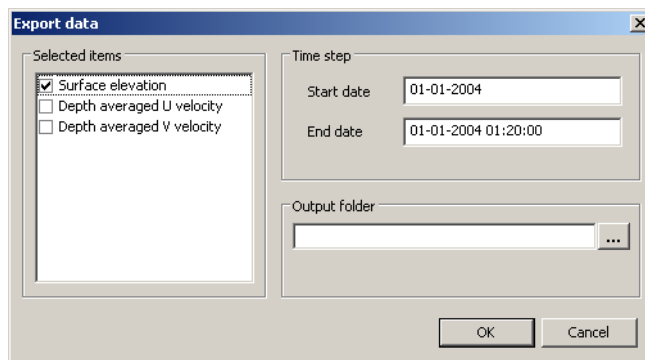 Export data
Selected items
Surface elevation
Depth averaged U velocity
Depth averaged V velocity
Time step
Start date
01-01-2004
End date
01-01-2004 01:20:00
Output folder
...
OK
Cancel